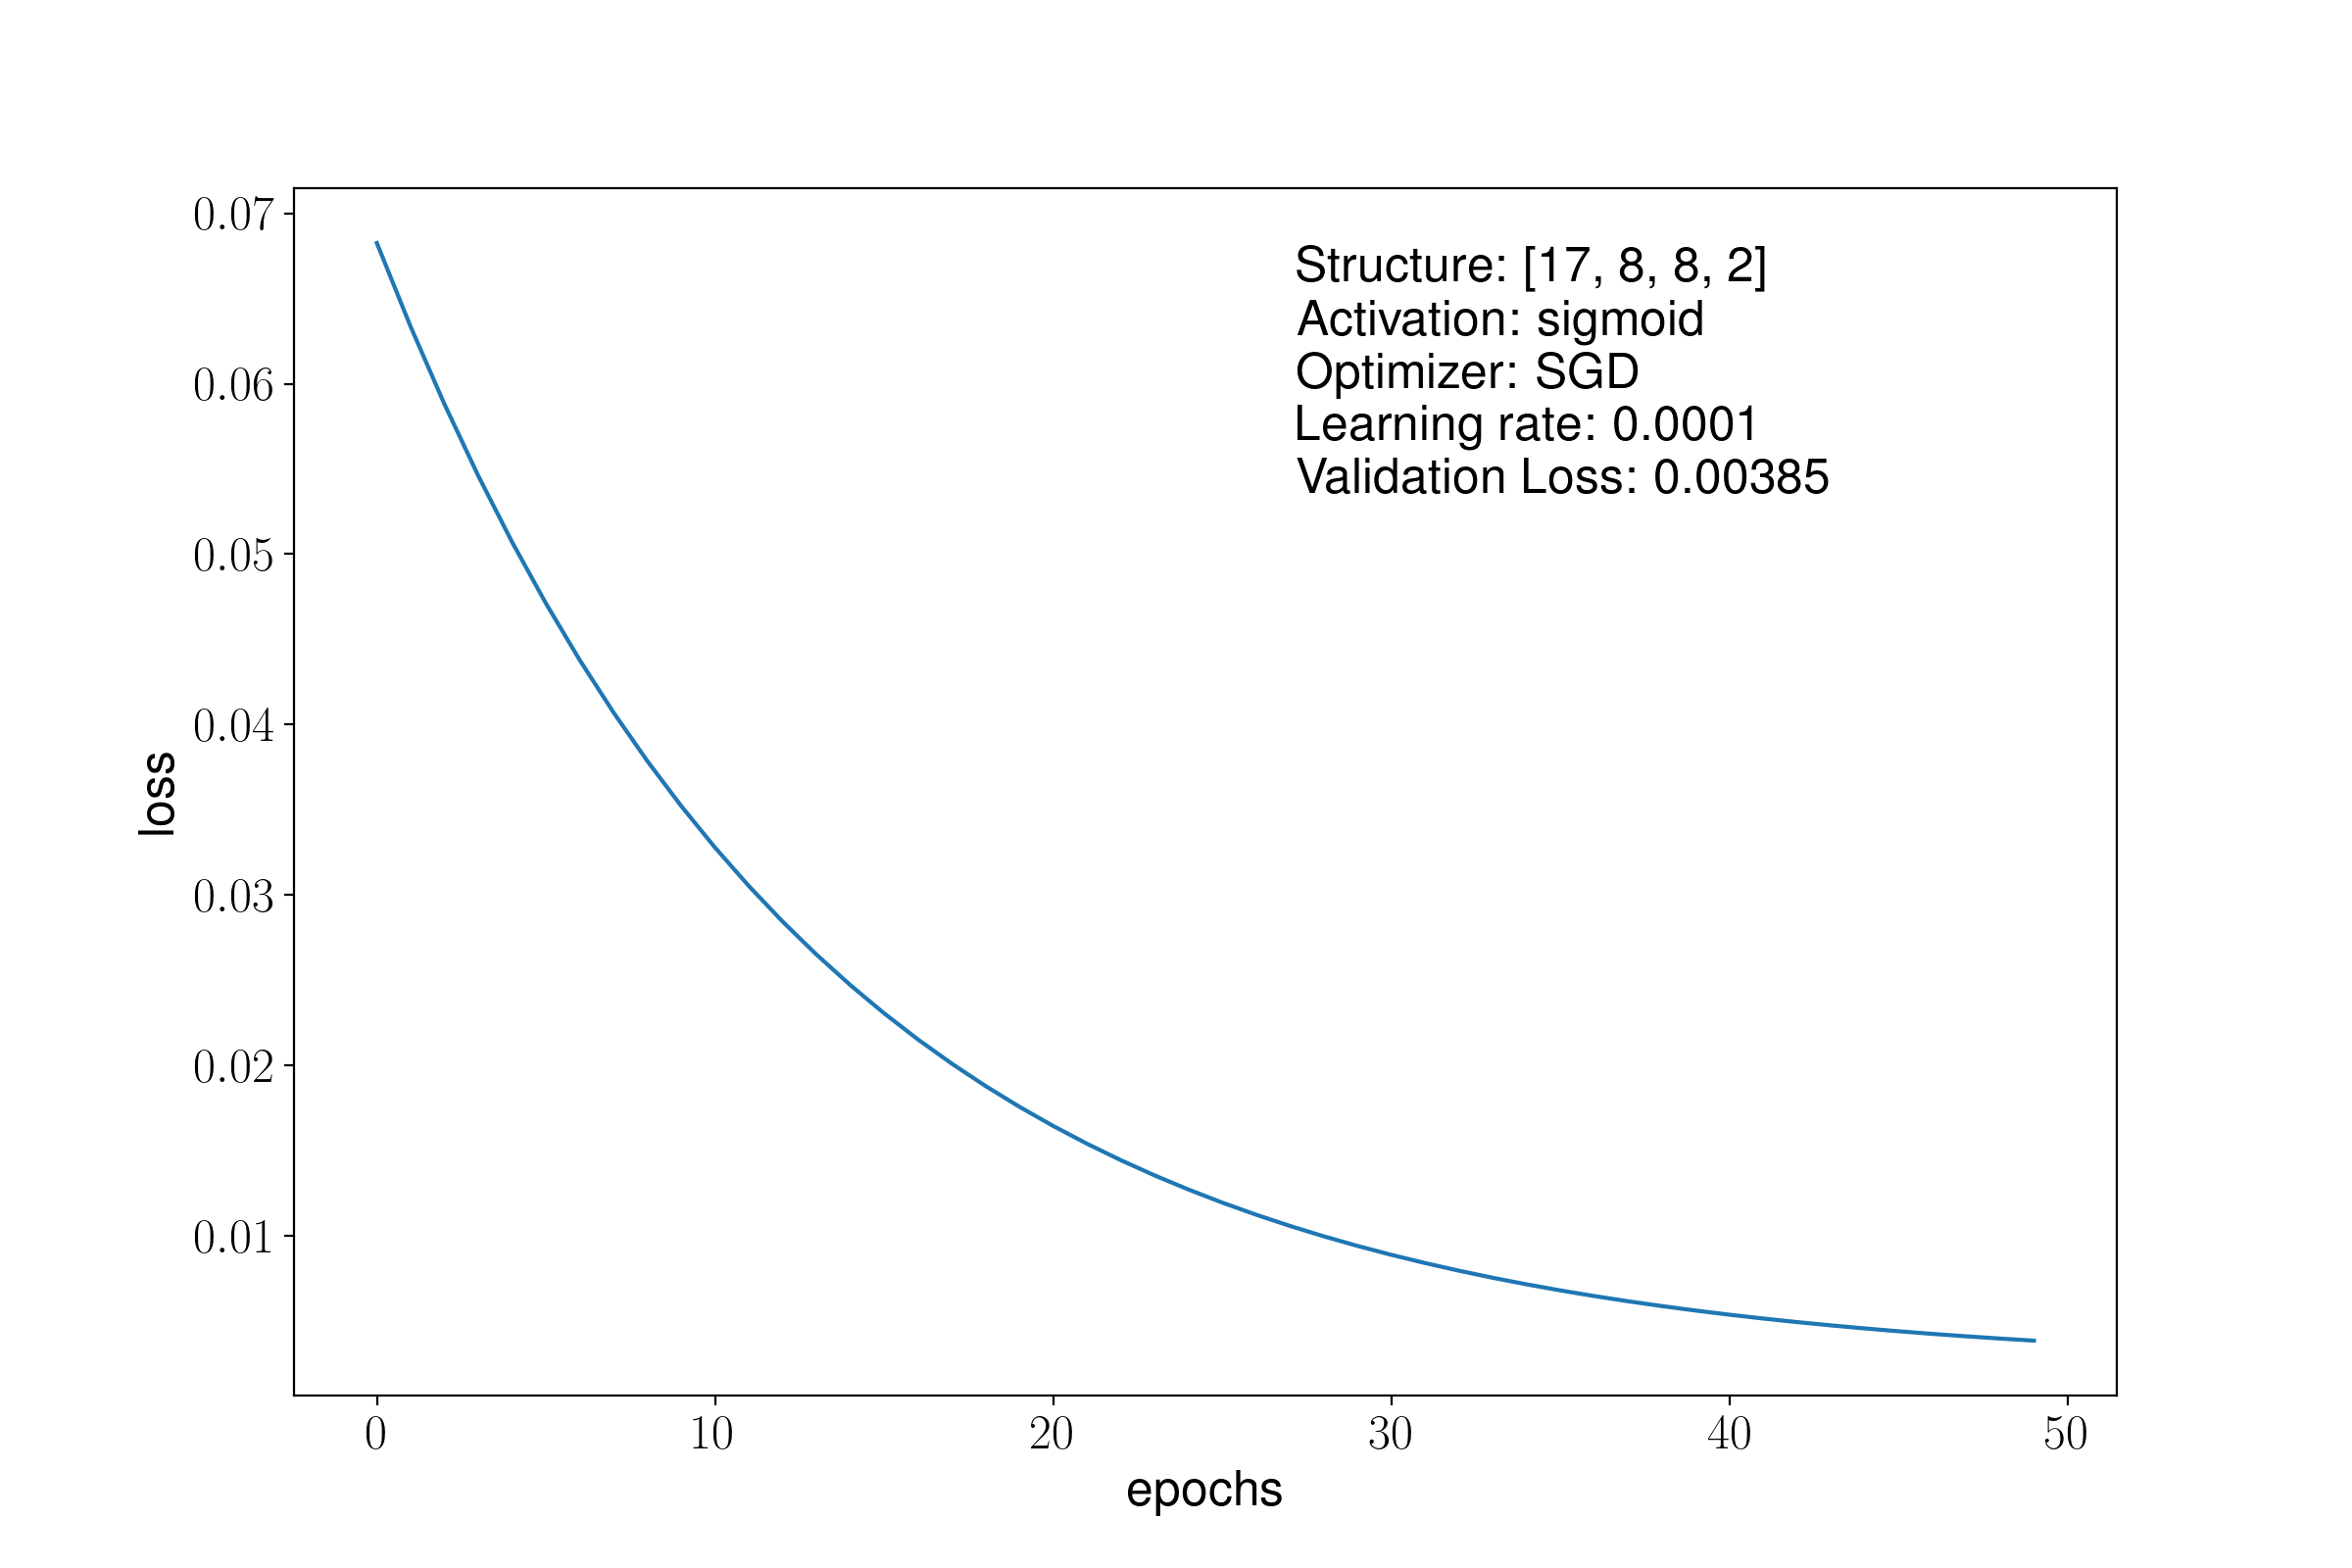 0.07
0.06
0.05
0.04
0.03
0.02
0.01
loss
Structure: [17, 8, 8, 2]
Activation: sigmoid
Optimizer: SGD
Learning rate: 0.0001
Validation Loss: 0.00385
0 10 20 30 40 50
epochs